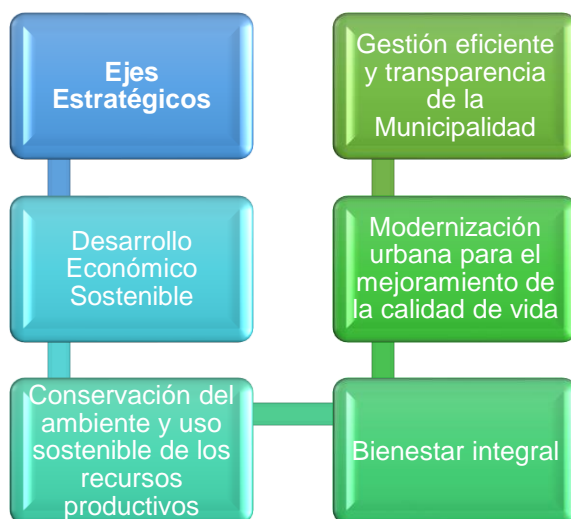 Ejes
Estratégicos
Desarrollo
Económico
Sostenible
Conservación del
ambiente y uso
sostenible de los
recursos
productivos
Bienestar integral
Modernización
urbana para el
mejoramiento de
la calidad de vida
Gestión eficiente
y transparencia
de la
Municipalidad